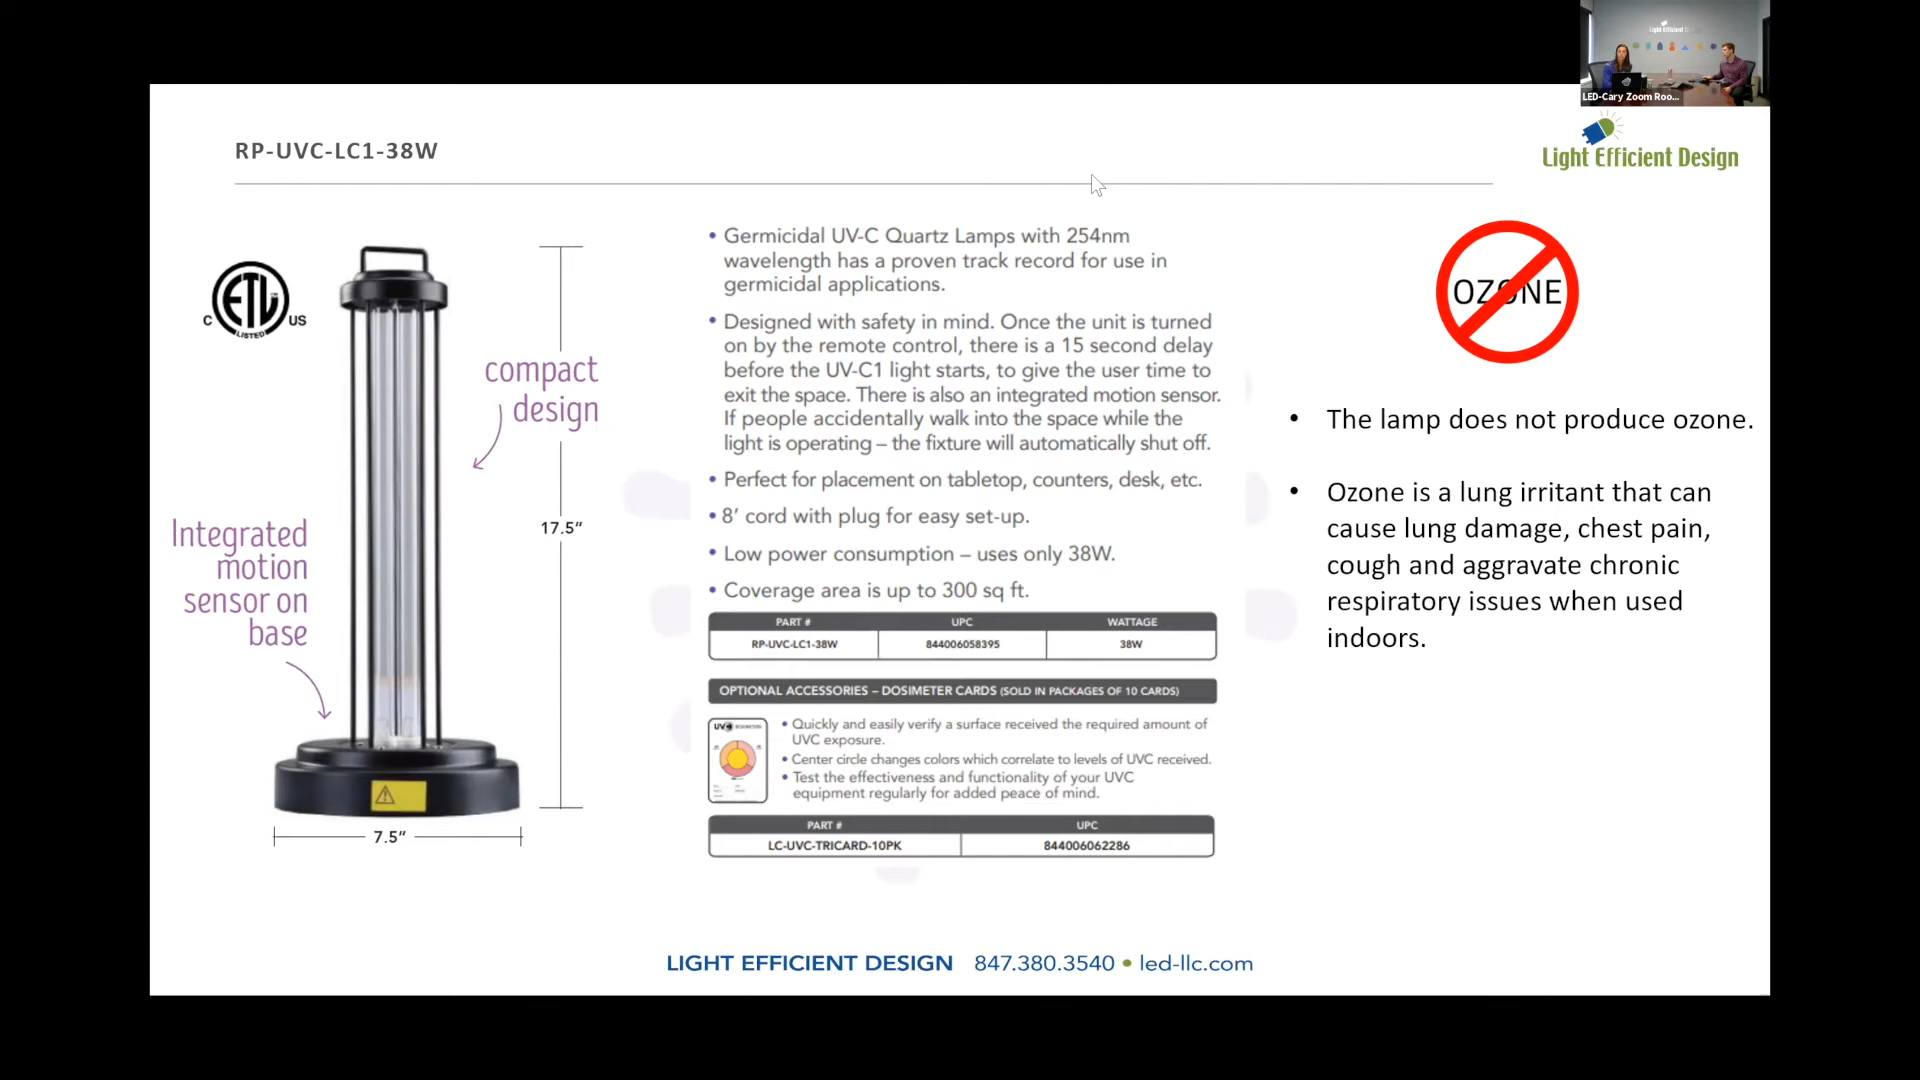 Light Efficient
LED-Cary Zoom Roo...
RP-UVC-LC1-38W
Light Efficient Design
C ETL US
LISTED
compact
design
Integrated
motion
sensor on
base
17.5”
7.5”
• Germicidal UV-C Quartz Lamps with 254nm
wavelength has a proven track record for use in
germicidal applications.
• Designed with safety in mind. Once the unit is turned
on by the remote control, there is a 15 second delay
before the UV-C1 light starts, to give the user time to
exit the space. There is also an integrated motion sensor.
If people accidentally walk into the space while the
light is operating – the fixture will automatically shut off.
• Perfect for placement on tabletop, counters, desk, etc.
• 8’ cord with plug for easy set-up.
• Low power consumption – uses only 38W.
• Coverage area is up to 300 sq ft.
PART # UPC WATTAGE
RP-UVC-LC1-38W 844006058395 38W
OPTIONAL ACCESSORIES – DOSIMETER CARDS (SOLD IN PACKAGES OF 10 CARDS)
UVC
• Quickly and easily verify a surface received the required amount of
UVC exposure.
• Center circle changes colors which correlate to levels of UVC received.
• Test the effectiveness and functionality of your UVC
equipment regularly for added peace of mind.
PART # UPC
LC-UVC-TRICARD-10PK 844006062286
OZONE
• The lamp does not produce ozone.
• Ozone is a lung irritant that can
cause lung damage, chest pain,
cough and aggravate chronic
respiratory issues when used
indoors.
LIGHT EFFICIENT DESIGN 847.380.3540 • led-llc.com